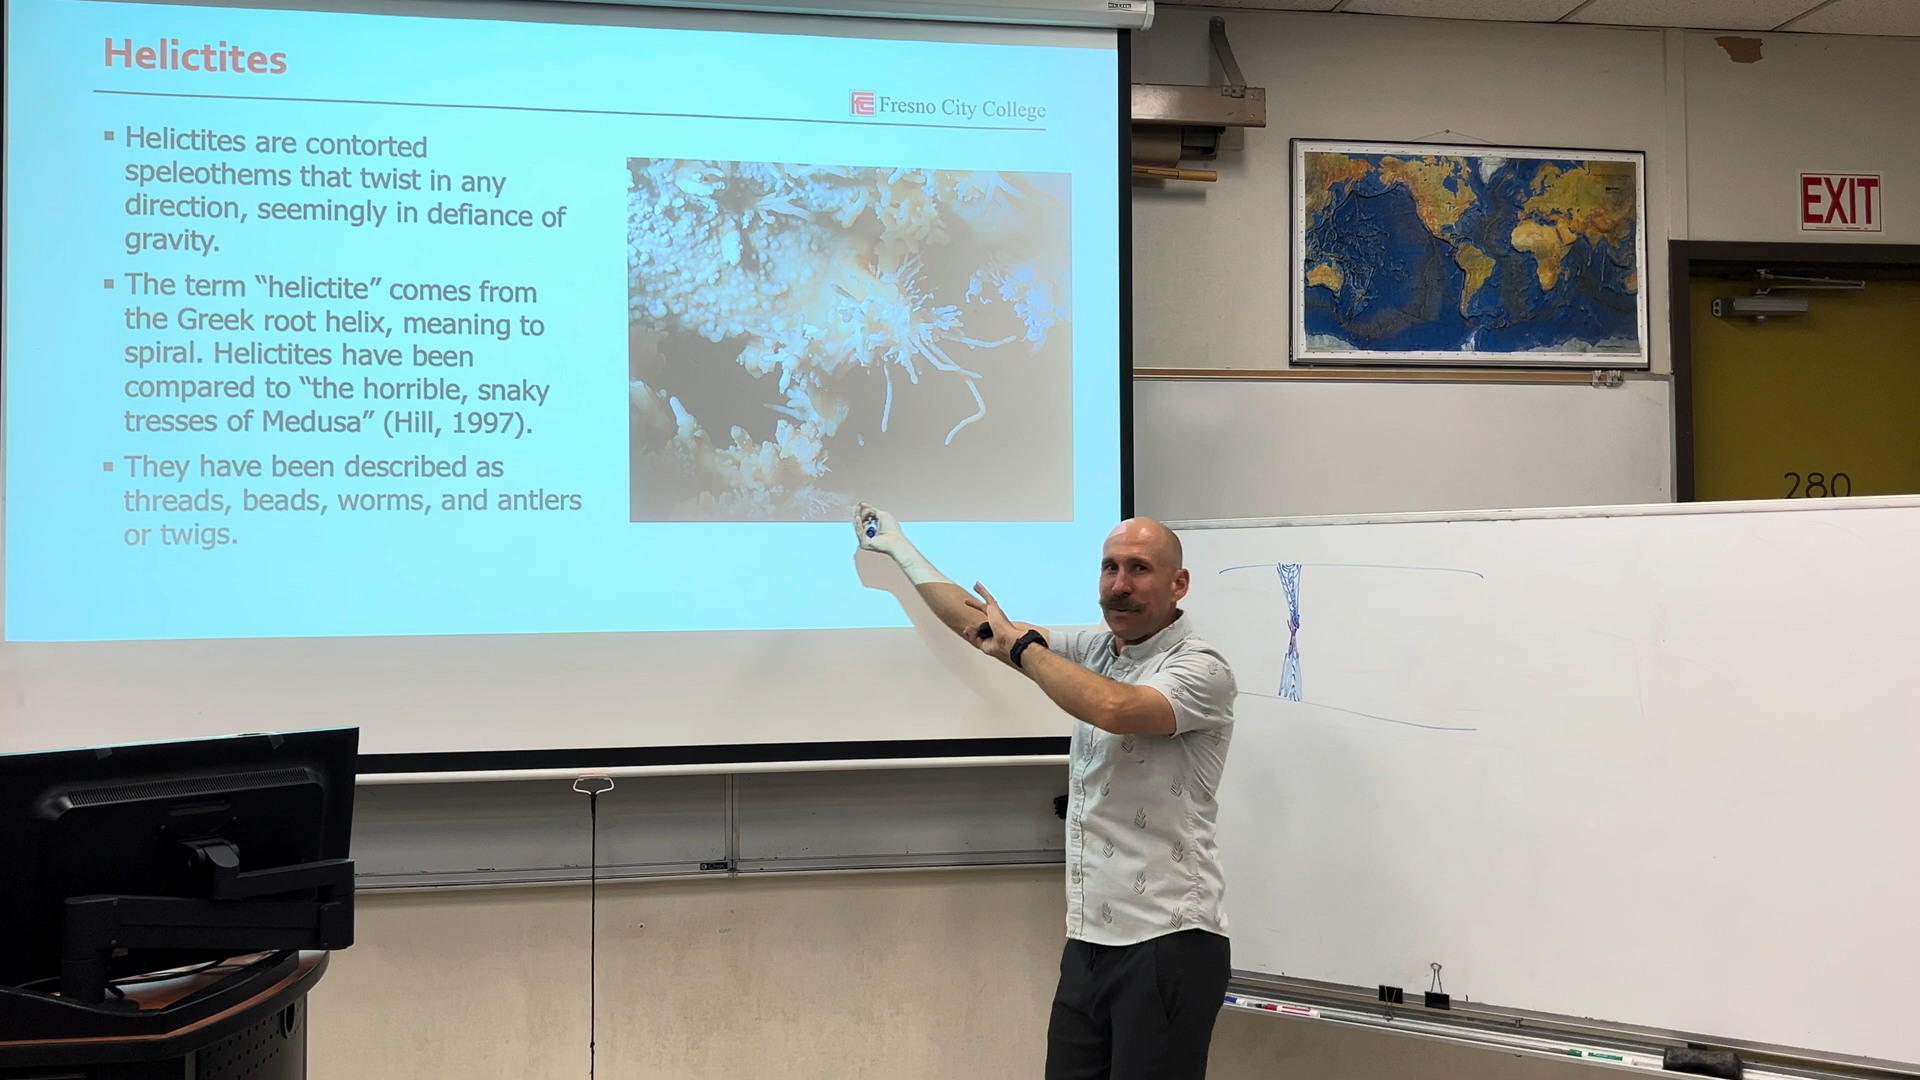 Helictites
Fresno City College
▪ Helictites are contorted
speleothems that twist in any
direction, seemingly in defiance of
gravity.
▪ The term “helictite” comes from
the Greek root helix, meaning to
spiral. Helictites have been
compared to “the horrible, snaky
tresses of Medusa” (Hill, 1997).
▪ They have been described as
threads, beads, worms, and antlers
or twigs.
EXIT
280